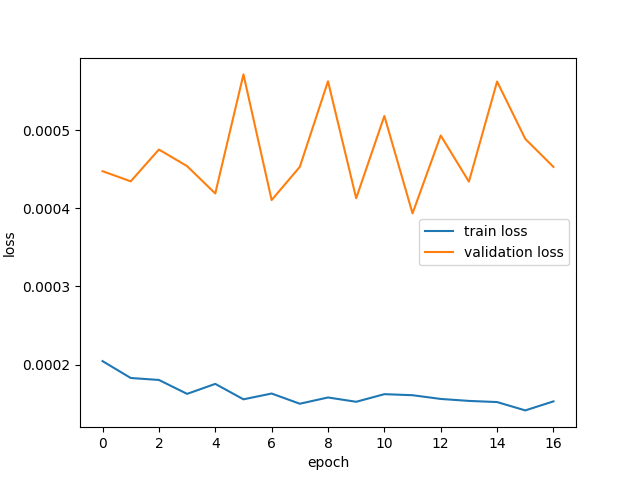 0.0005
0.0004
0.0003
0.0002
loss
train loss
validation loss
0 2 4 6 8 10 12 14 16
epoch